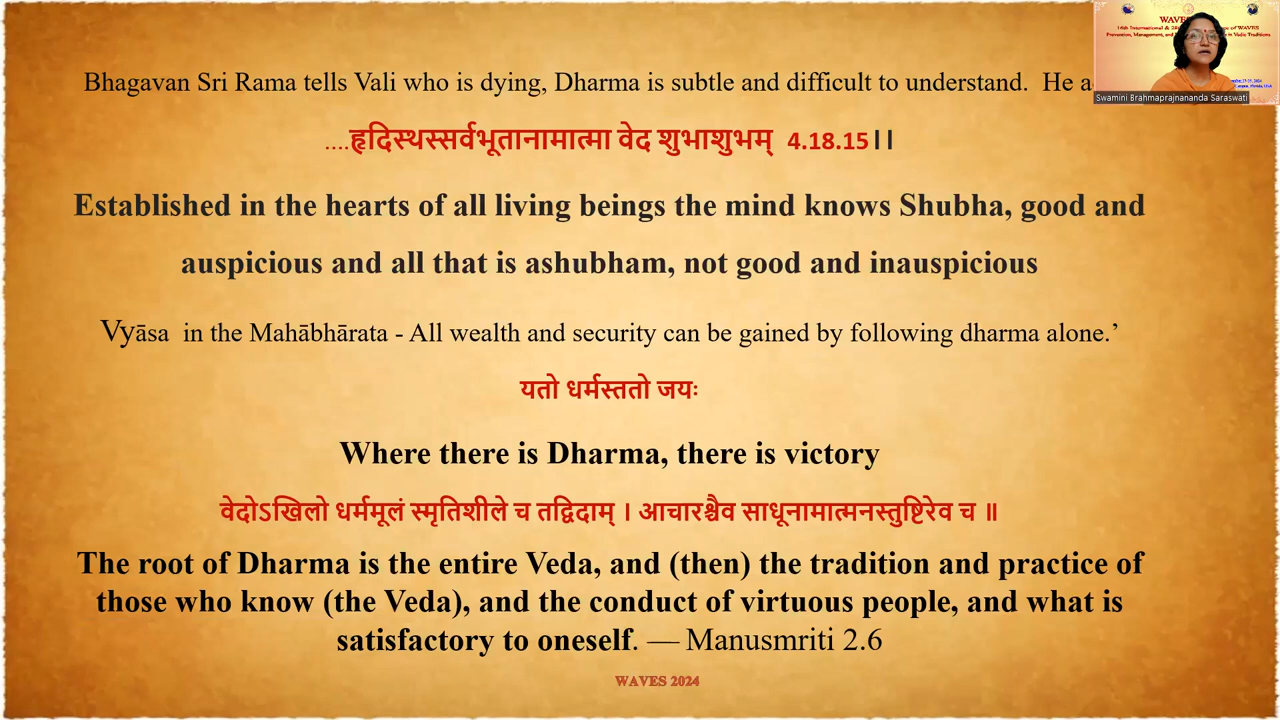 Bhagavan Sri Rama tells Vali who is dying, Dharma is subtle and difficult to understand. He
....हृदिस्थस्सर्वभूतानामात्मा वेद शुभाशुभम् 4.18.15।।
Established in the hearts of all living beings the mind knows Shubha, good and
auspicious and all that is ashubham, not good and inauspicious
Vyāsa in the Mahābhārata - All wealth and security can be gained by following dharma alone.’
यतो धर्मस्ततो जयः
Where there is Dharma, there is victory
वेदोऽखिलो धर्ममूलं स्मृतिशीले च तद्विदाम् । आचारश्चैव साधूनामात्मनस्तुष्टिरेव च ॥
The root of Dharma is the entire Veda, and (then) the tradition and practice of
those who know (the Veda), and the conduct of virtuous people, and what is
satisfactory to oneself. — Manusmriti 2.6
WAVES 2024
Swamini Brahmaprajnananda Saraswati